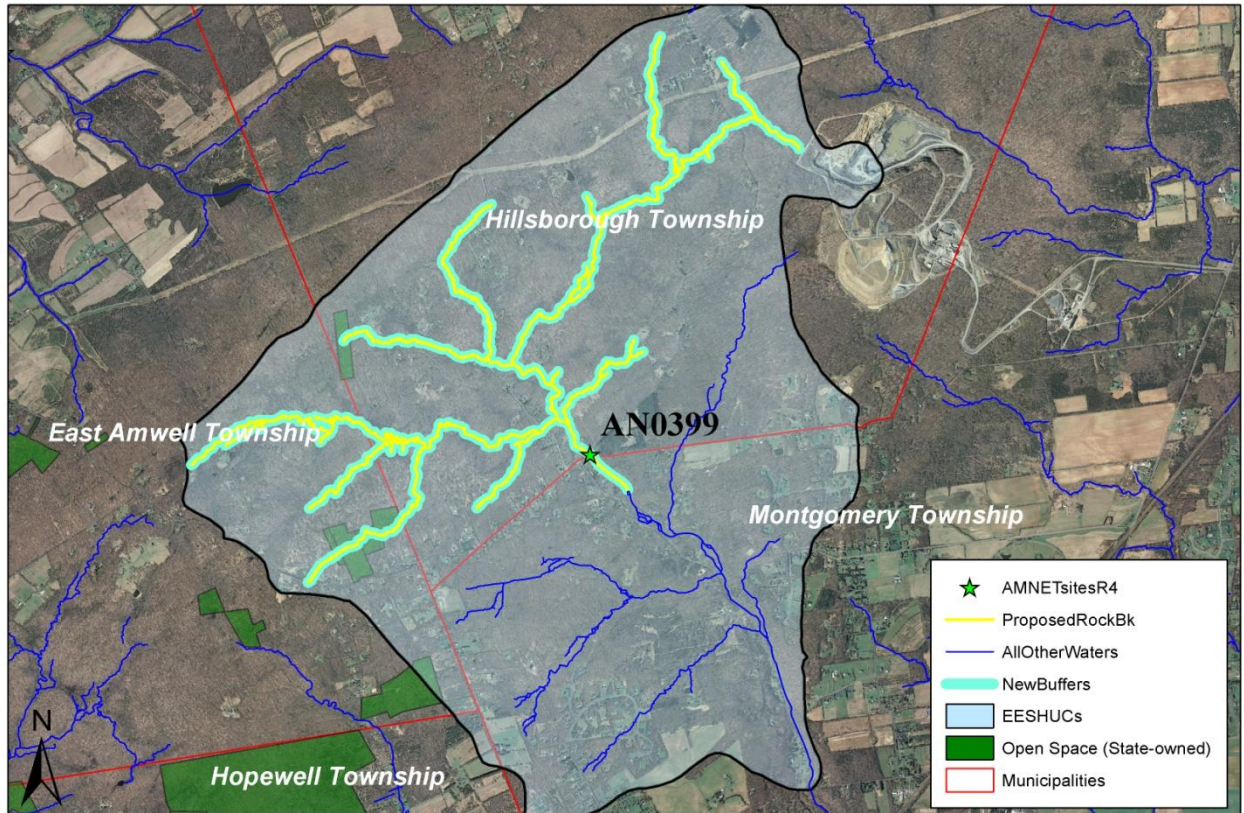 Hillsborough Township
AN0399
East Amwell Township
Montgomery Township
Hopewell Township
N
AMNETsitesR4
ProposedRockBk
AllOtherWaters
NewBuffers
EESHUCs
Open Space (State-owned)
Municipalities